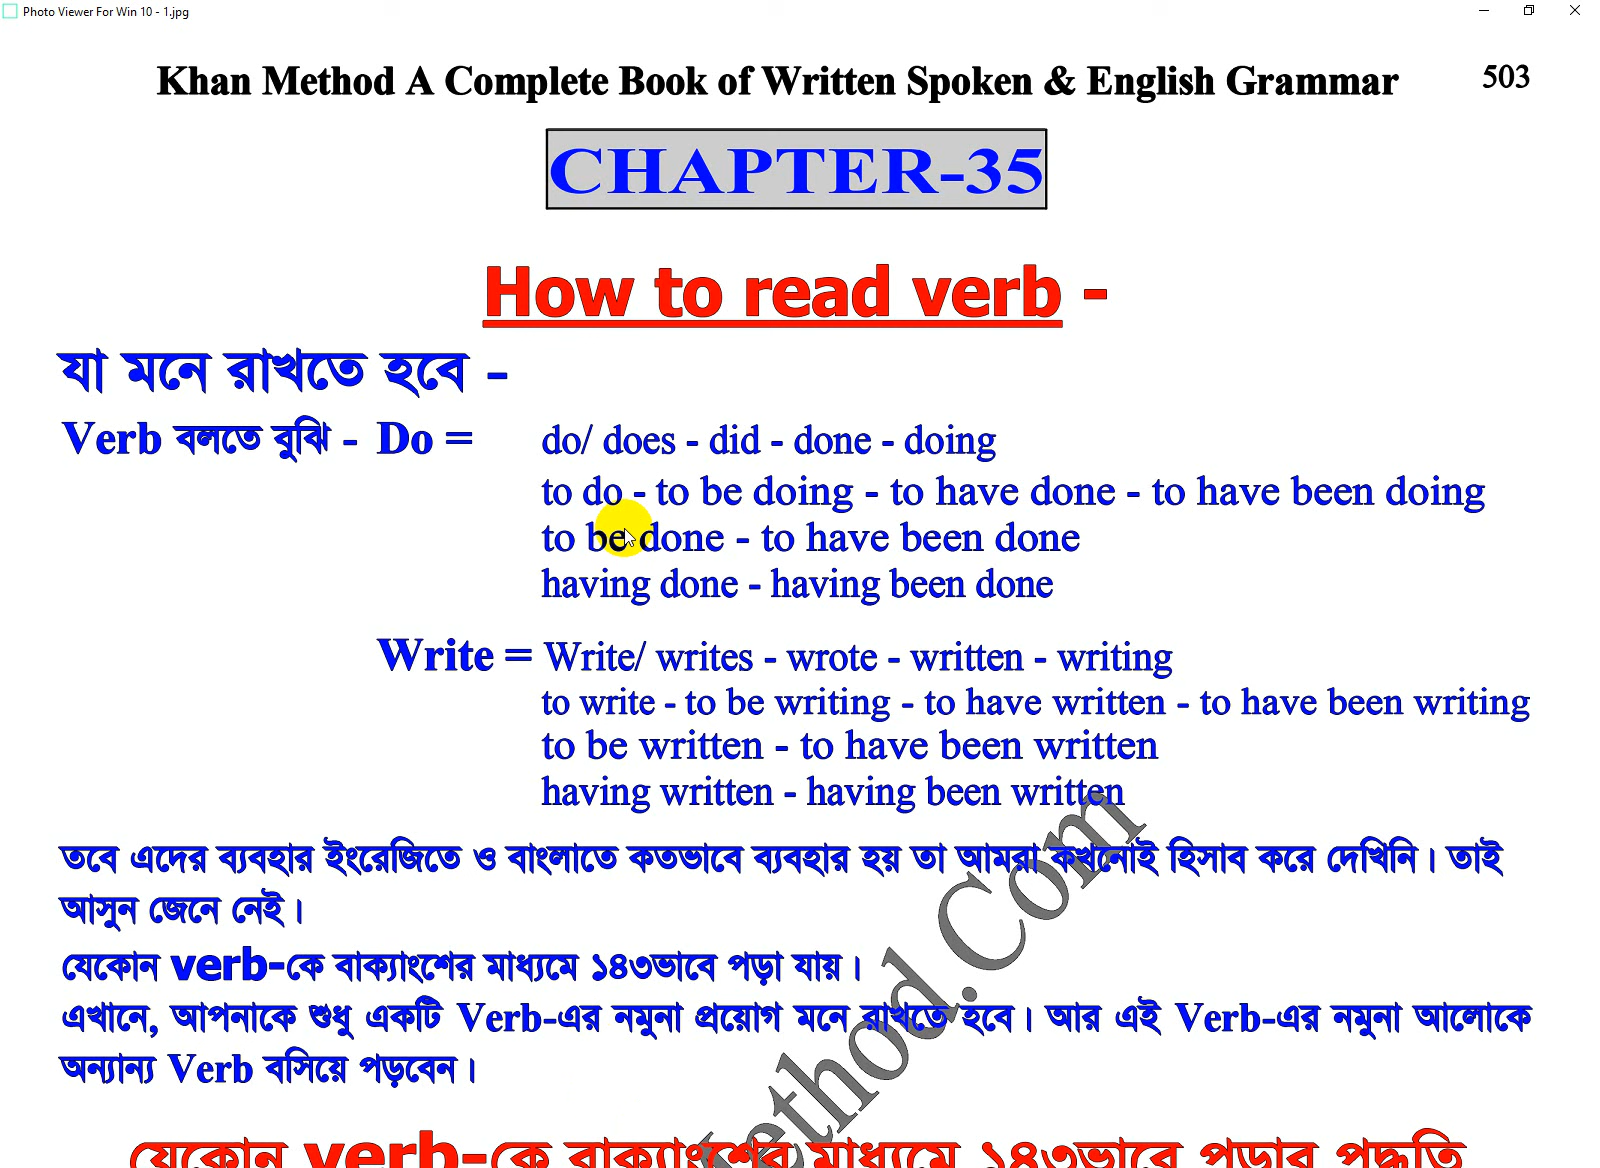 Photo Viewer For Win 10 - 1.jpg
Khan Method A Complete Book of Written Spoken & English Grammar 503
CHAPTER-35
How to read verb -
যা মনে রাখতে হবে -
Verb বলতে বুঝি - Do = do/ does - did - done - doing
to do - to be doing - to have done - to have been doing
to be done - to have been done
having done - having been done
Write = Write/ writes - wrote - written - writing
to write - to be writing - to have written - to have been writing
to be written - to have been written
having written - having been written
তবে এদের ব্যবহার ইংরেজিতে ও বাংলাতে কতভাবে ব্যবহার হয় তা আমরা কখনোই হিসাব করে দেখিনি। তাই
আসুন জেনে নেই।
যেকোন verb-কে বাক্যাংশের মাধ্যমে ১৪৩ভাবে পড়া যায়।
এখানে, আপনাকে শুধু একটি Verb-এর নমুনা প্রয়োগ মনে রাখতে হবে। আর এই Verb-এর নমুনা আলোকে
অন্যান্য Verb বসিয়ে পড়বেন।
যেকোন verb-কে বাক্যাংশের মাধ্যমে ১৪৩ভাবে পড়ার পদ্ধতি
ethod.Com